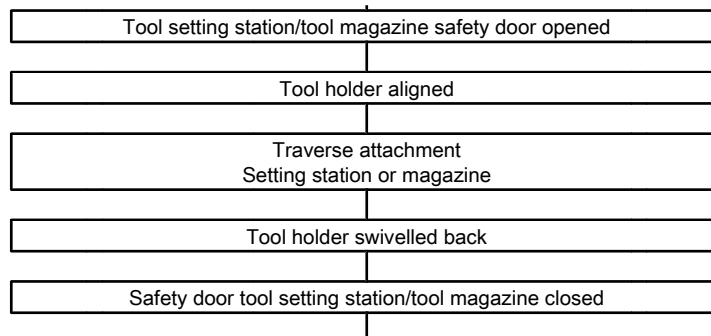 Tool setting station/tool magazine safety door opened
Tool holder aligned
Traverse attachment
Setting station or magazine
Tool holder swivelled back
Safety door tool setting station/tool magazine closed